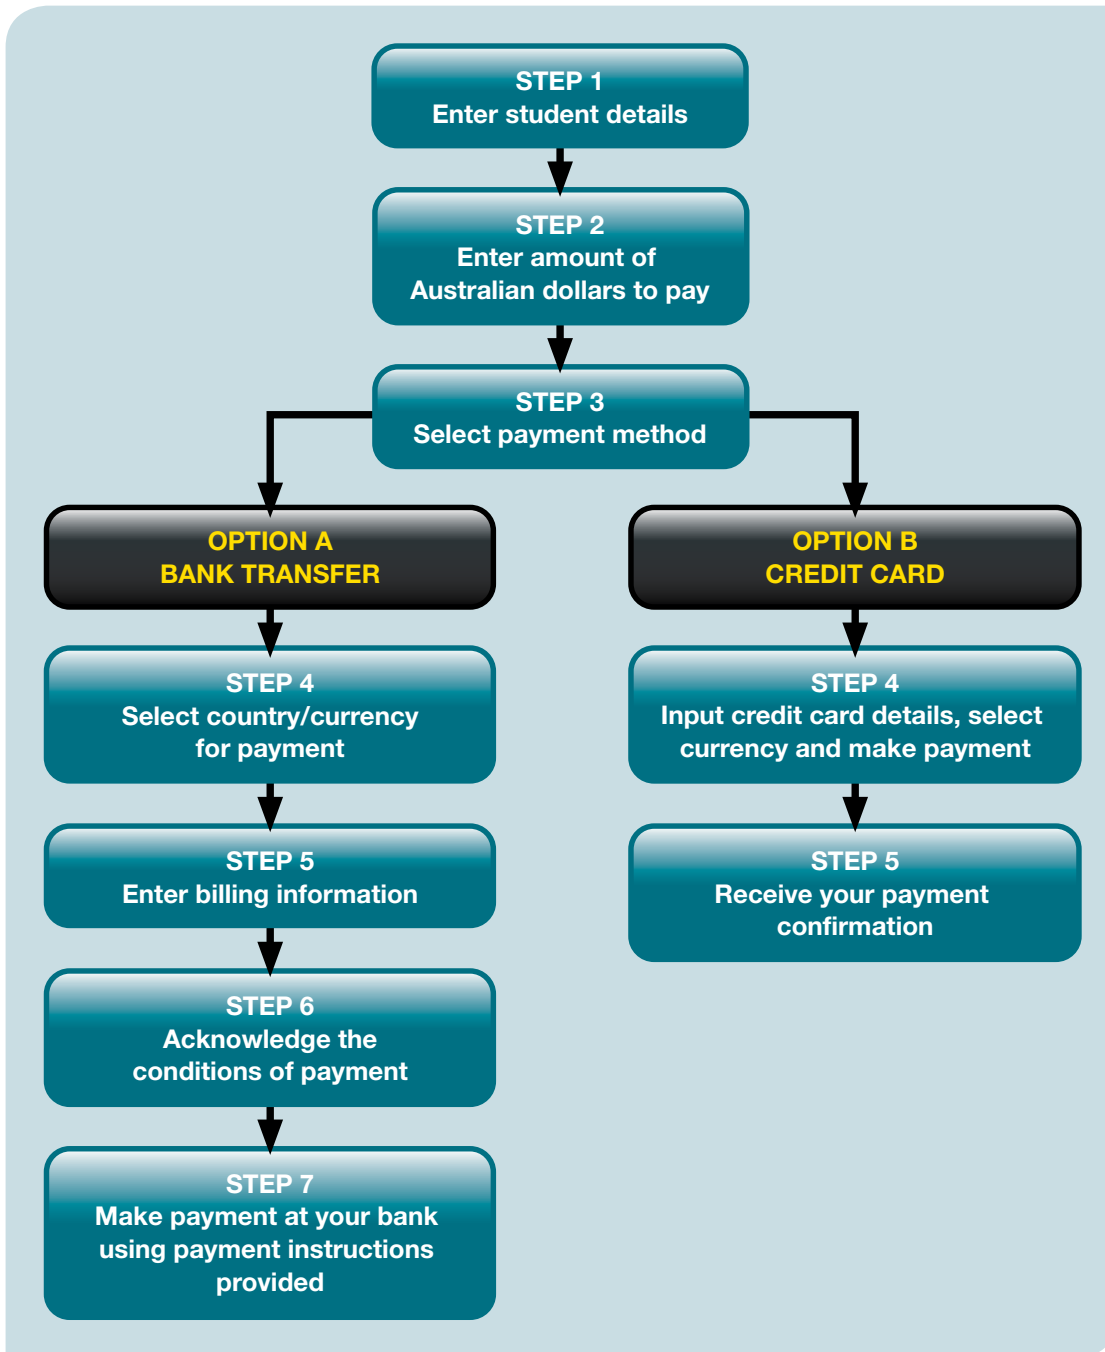 STEP 1
Enter student details
STEP 2
Enter amount of
Australian dollars to pay
STEP 3
Select payment method
OPTION A
BANK TRANSFER
STEP 4
Select country/currency
for payment
STEP 5
Enter billing information
STEP 6
Acknowledge the
conditions of payment
STEP 7
Make payment at your bank
using payment instructions
provided
OPTION B
CREDIT CARD
STEP 4
Input credit card details, select
currency and make payment
STEP 5
Receive your payment
confirmation